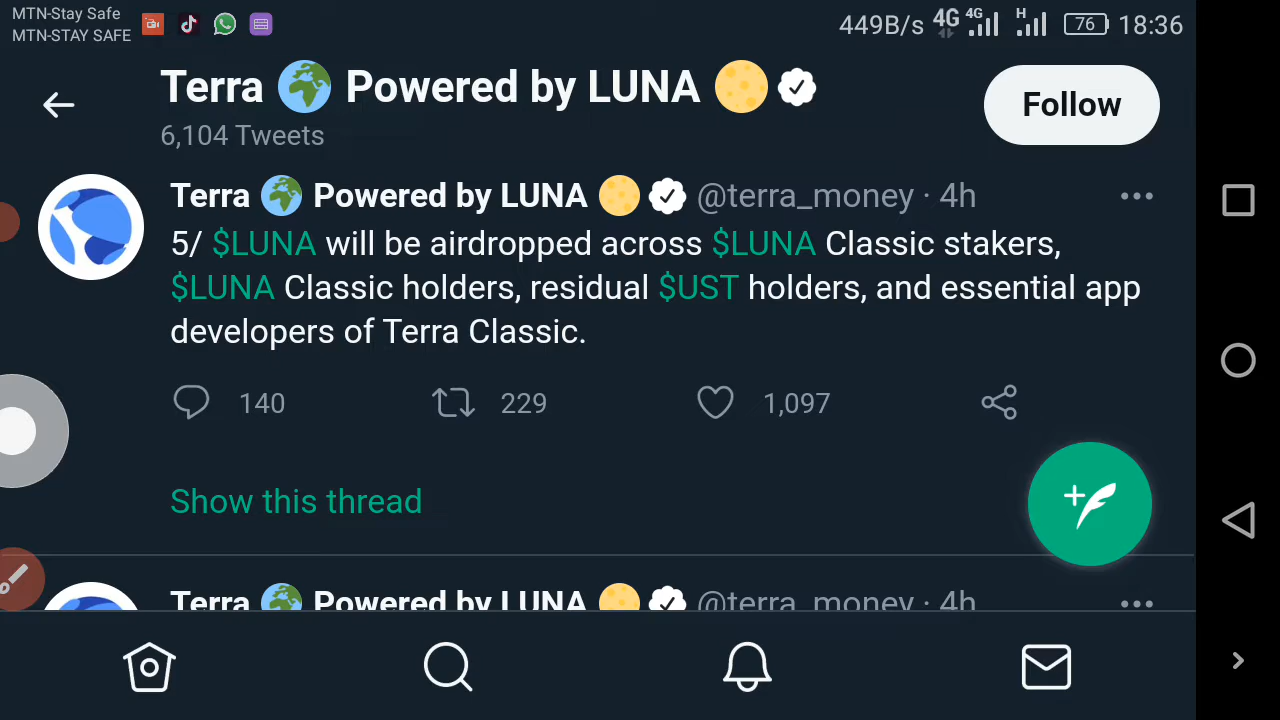 MTN-Stay Safe
MTN-STAY SAFE
449B/s 4G 4G H 76 18:36
Terra 🌍 Powered by LUNA 🌕
6,104 Tweets
Follow
Terra 🌍 Powered by LUNA 🌕 @terra_money · 4h
5/ $LUNA will be airdropped across $LUNA Classic stakers,
$LUNA Classic holders, residual $UST holders, and essential app
developers of Terra Classic.
140 229 1,097
Show this thread
Terra 🌍 Powered by LUNA 🌕 @terra_money · 4h